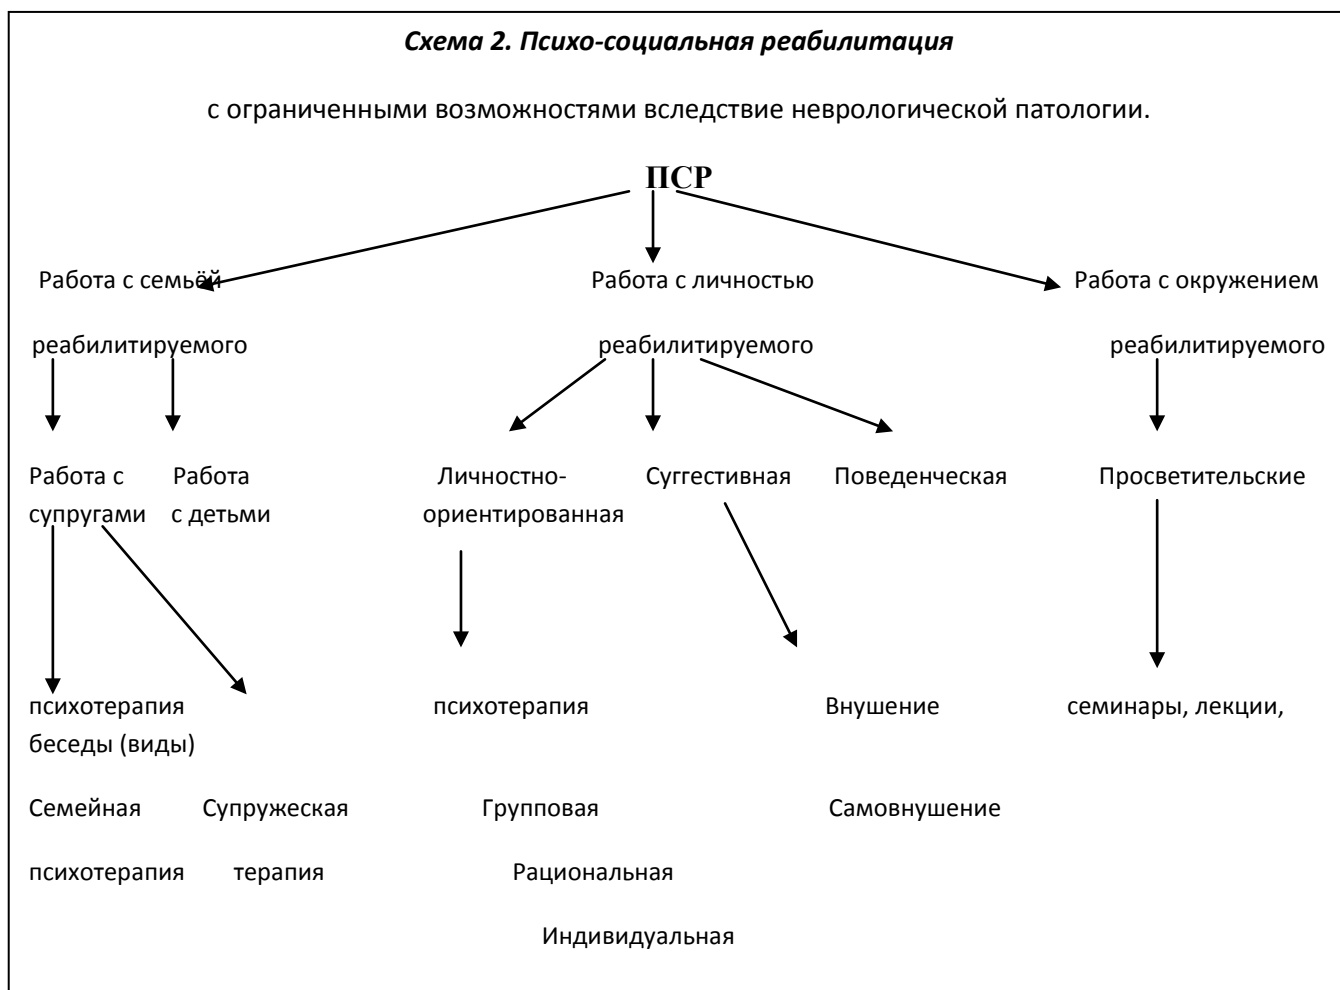 Схема 2. Психо-социальная реабилитация
с ограниченными возможностями вследствие неврологической патологии.
ПСР
Работа с семьёй Работа с личностью Работа с окружением
реабилитируемого реабилитируемого реабилитируемого
Работа с Работа Личностно- Суггестивная Поведенческая Просветительские
супругами с детьми ориентированная
психотерапия психотерапия Внушение семинары, лекции,
беседы (виды)
Семейная Супружеская Групповая Самовнушение
психотерапия терапия Рациональная
Индивидуальная